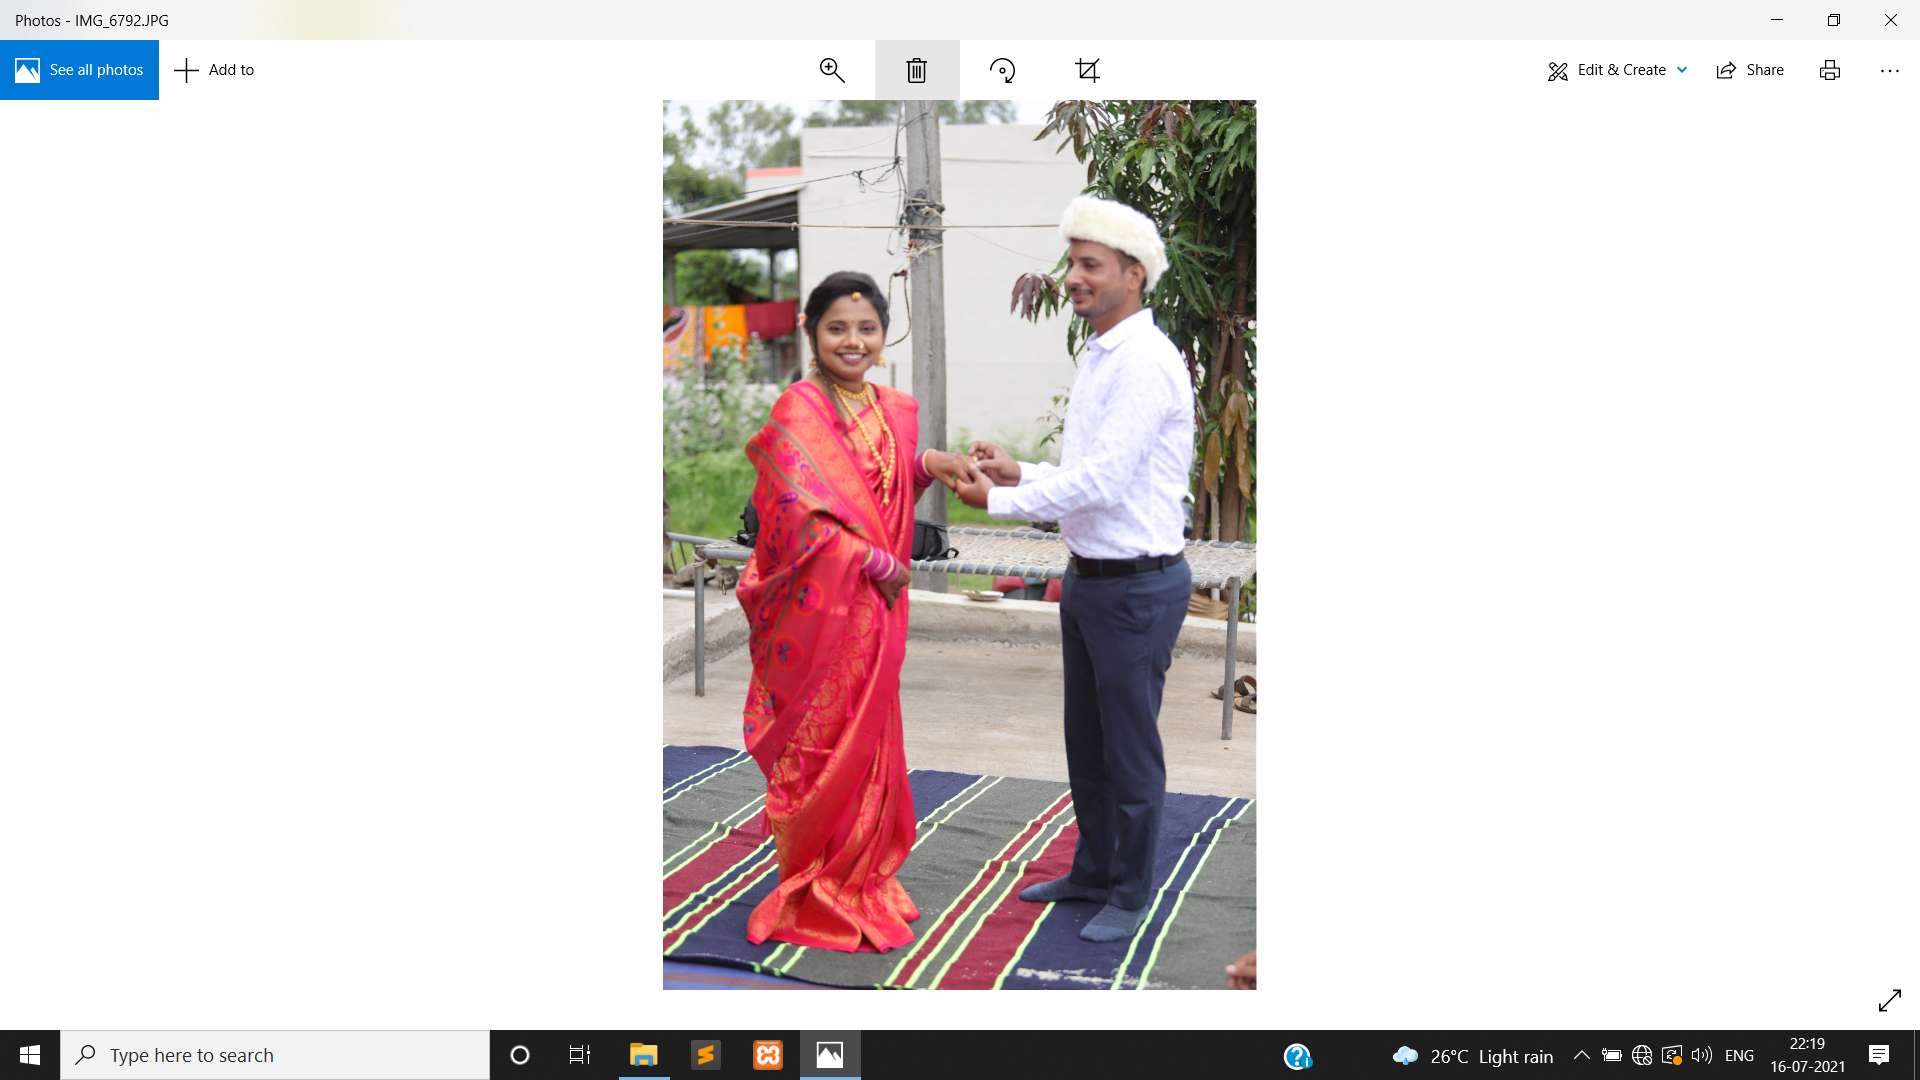 Photos - IMG_6792.JPG
See all photos
Add to
Edit & Create
Share
Type here to search
26°C Light rain
ENG
22:19
16-07-2021